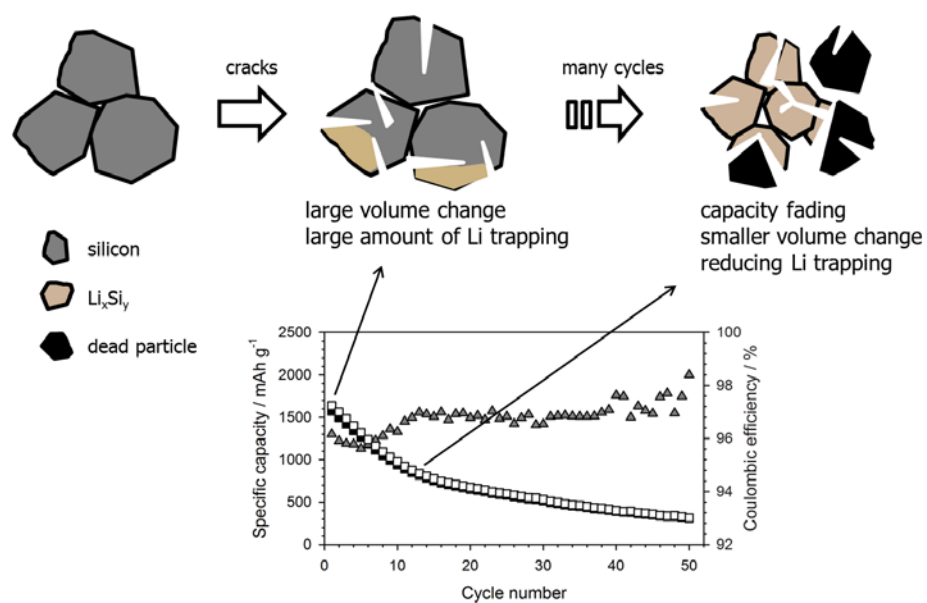 cracks
many cycles
large volume change
large amount of Li trapping
capacity fading
smaller volume change
reducing Li trapping
silicon
LiₓSiᵧ
dead particle
Specific capacity / mAh g⁻¹
2500
2000
1500
1000
500
0
100
98
96
94
92
Coulombic efficiency / %
0 10 20 30 40 50
Cycle number